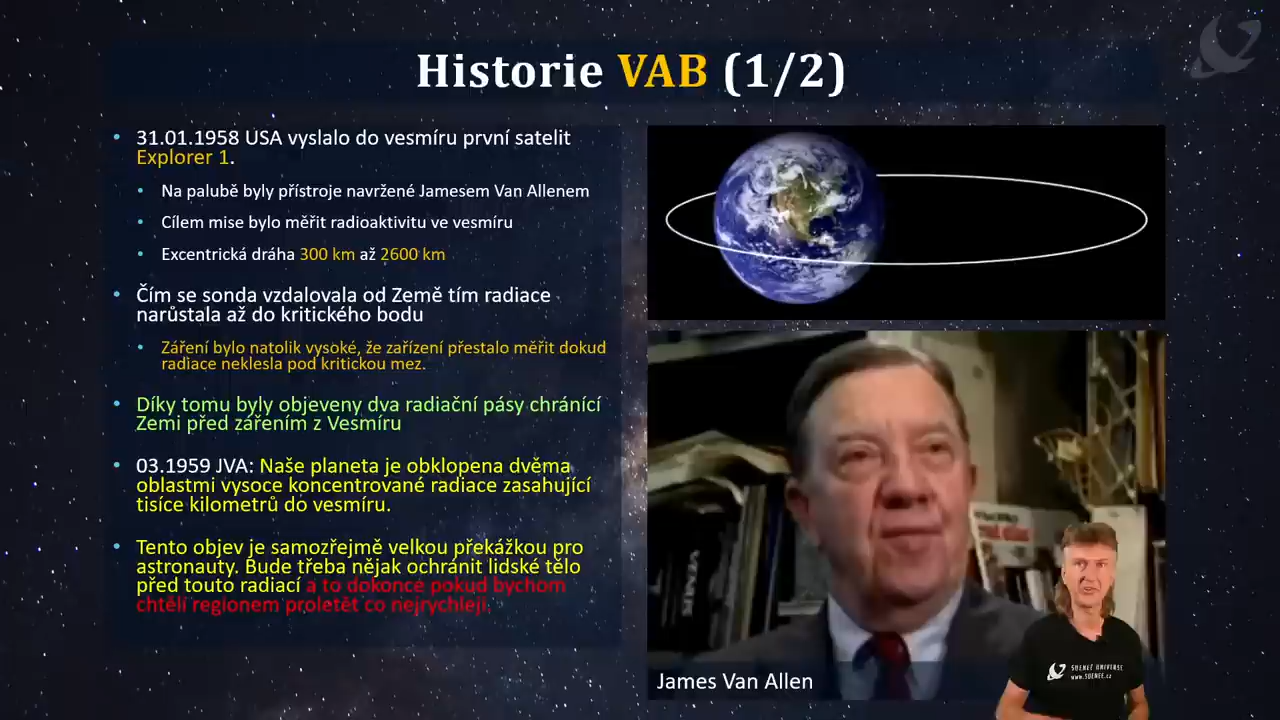 Historie VAB (1/2)
31.01.1958 USA vyslalo do vesmíru první satelit
Explorer 1.
Na palubě byly přístroje navržené Jamesem Van Allenem
Cílem mise bylo měřit radioaktivitu ve vesmíru
Excentrická dráha 300 km až 2600 km
Čím se sonda vzdalovala od Země tím radiace
narůstala až do kritického bodu
Záření bylo natolik vysoké, že zařízení přestalo měřit dokud
radiace neklesla pod kritickou mez.
Díky tomu byly objeveny dva radiační pásy chránící
Zemi před zářením z Vesmíru
03.1959 JVA: Naše planeta je obklopena dvěma
oblastmi vysoce koncentrované radiace zasahující
tisíce kilometrů do vesmíru.
Tento objev je samozřejmě velkou překážkou pro
astronauty. Bude třeba nějak ochránit lidské tělo
před touto radiací a to dokonce pokud bychom
chtěli regionem proletět co nejrychleji.
James Van Allen
SUENEÉ UNIVERSE
www.SUENEE.cz